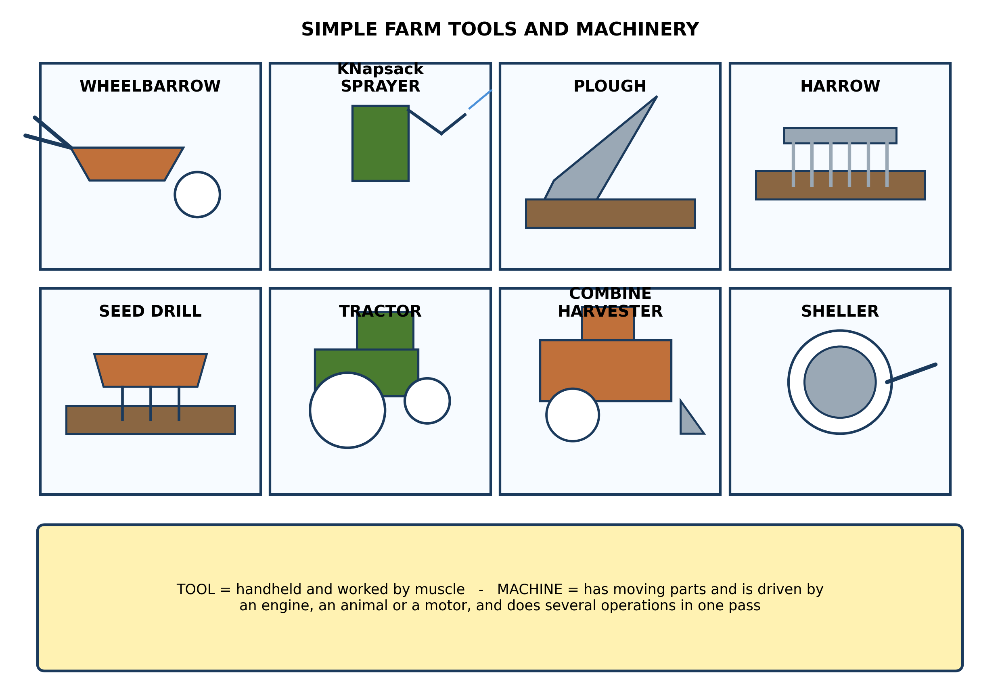 SIMPLE FARM TOOLS AND MACHINERY
WHEELBARROW
KNapsack
SPRAYER
PLOUGH
HARROW
SEED DRILL
TRACTOR
COMBINE
HARVESTER
SHELLER
TOOL = handheld and worked by muscle - MACHINE = has moving parts and is driven by
an engine, an animal or a motor, and does several operations in one pass